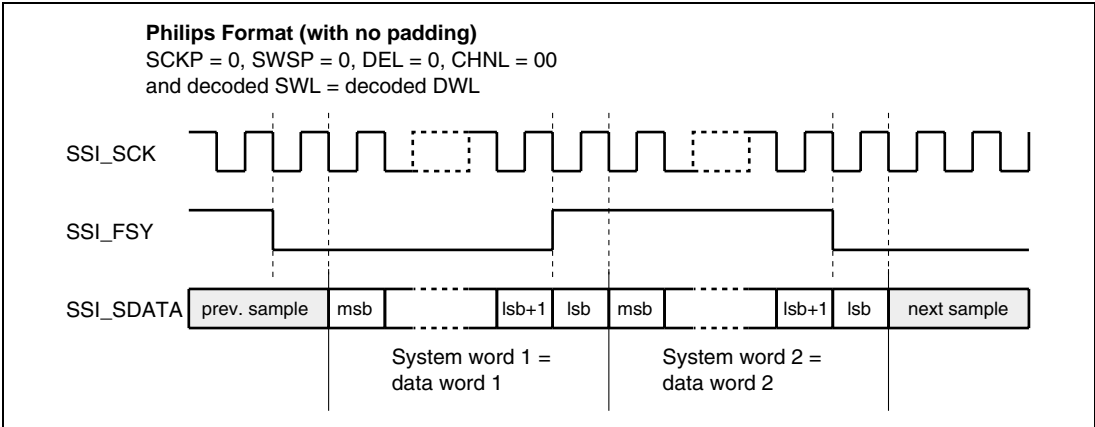 Philips Format (with no padding)
SCKP = 0, SWSP = 0, DEL = 0, CHNL = 00
and decoded SWL = decoded DWL
SSI_SCK
SSI_FSY
SSI_SDATA prev. sample msb lsb+1 lsb msb lsb+1 lsb next sample
System word 1 = System word 2 =
data word 1 data word 2